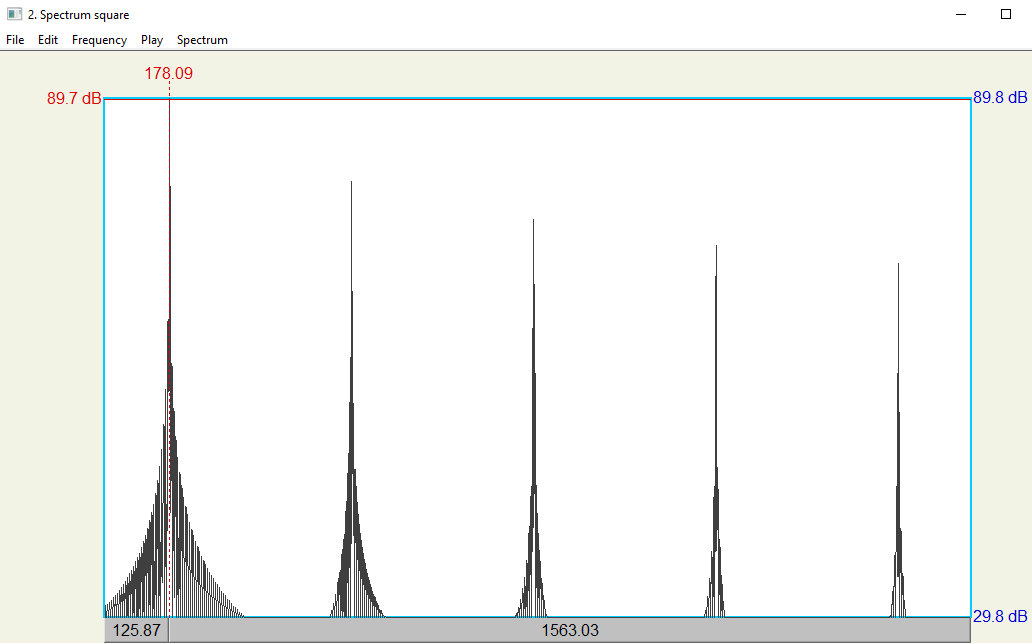 2. Spectrum square
File Edit Frequency Play Spectrum
178.09
89.7 dB 89.8 dB
29.8 dB
125.87 1563.03